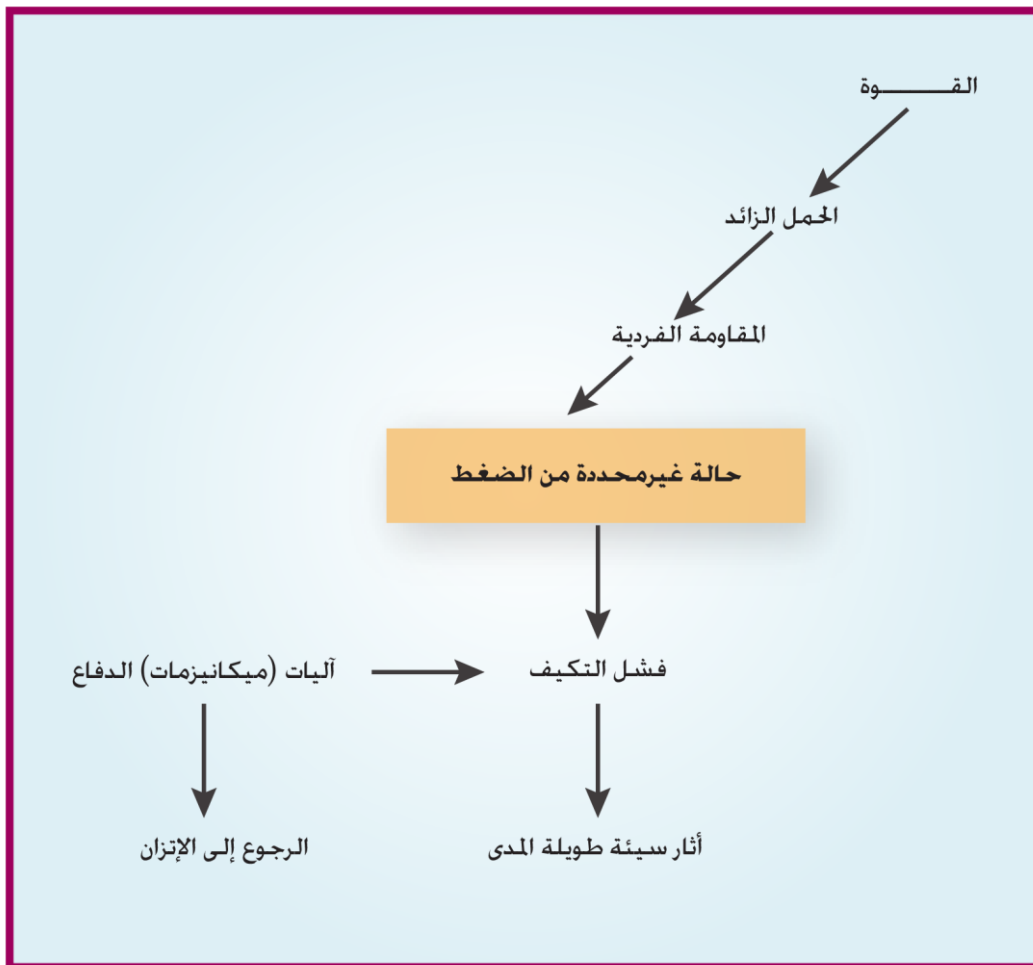 القـــــــوة
الحمل الزائد
المقاومة الفردية
حالة غيرمحددة من الضغط
فشل التكيف
آليات (ميكانيزمات) الدفاع
أثار سيئة طويلة المدى
الرجوع إلى الإتزان